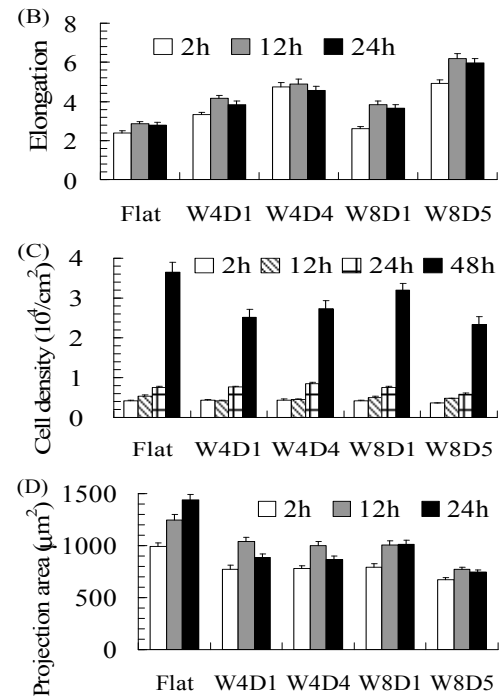 (B)
2h 12h 24h
Elongation
8
6
4
2
0
Flat W4D1 W4D4 W8D1 W8D5
(C)
2h 12h 24h 48h
Cell density (10⁴/cm²)
4
3
2
1
0
Flat W4D1 W4D4 W8D1 W8D5
(D)
2h 12h 24h
Projection area (μm²)
1500
1000
500
0
Flat W4D1 W4D4 W8D1 W8D5